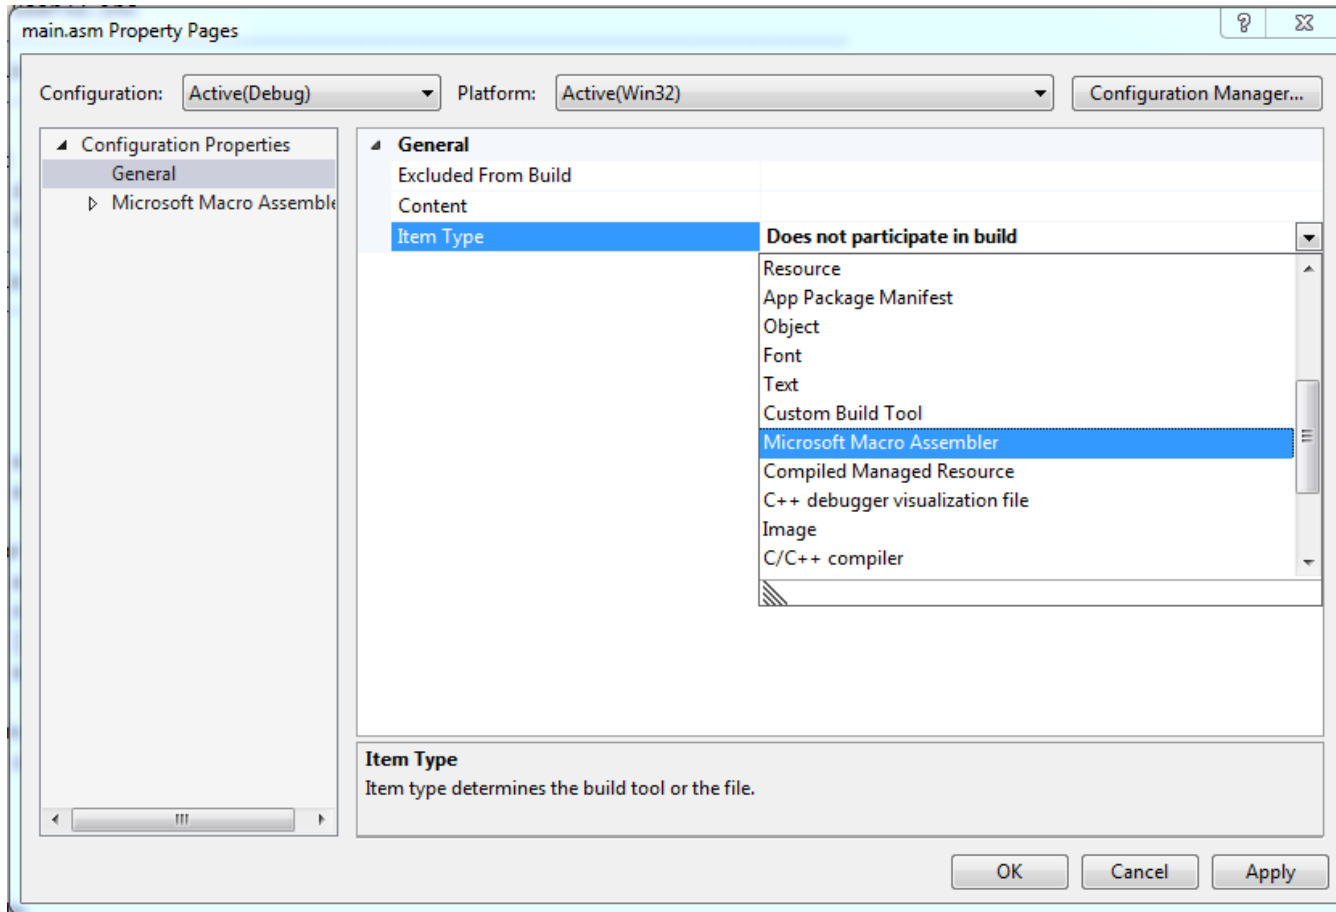 main.asm Property Pages
Configuration: Active(Debug) Platform: Active(Win32) Configuration Manager...
Configuration Properties
General
Microsoft Macro Assemble
General
Excluded From Build
Content
Item Type Does not participate in build
Resource
App Package Manifest
Object
Font
Text
Custom Build Tool
Microsoft Macro Assembler
Compiled Managed Resource
C++ debugger visualization file
Image
C/C++ compiler
Item Type
Item type determines the build tool or the file.
OK Cancel Apply